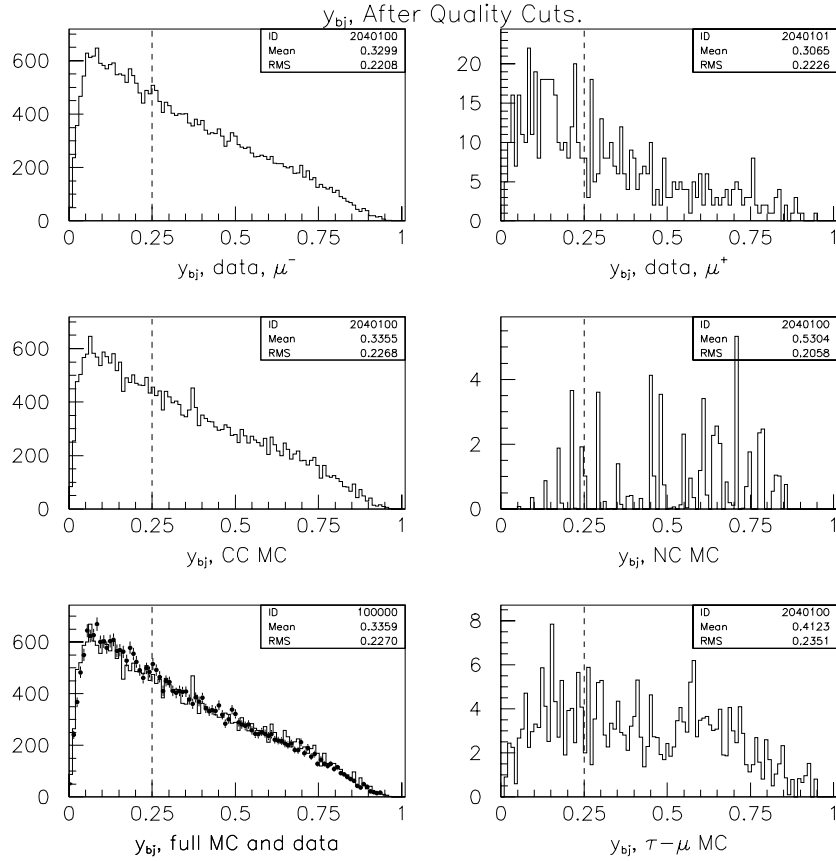 y_bj, After Quality Cuts.
ID 2040100
Mean 0.3299
RMS 0.2208
600
400
200
0
0 0.25 0.5 0.75 1
y_bj, data, μ⁻
ID 2040101
Mean 0.3065
RMS 0.2226
20
15
10
5
0
0 0.25 0.5 0.75 1
y_bj, data, μ⁺
ID 2040100
Mean 0.3355
RMS 0.2268
600
400
200
0
0 0.25 0.5 0.75 1
y_bj, CC MC
ID 2040100
Mean 0.5304
RMS 0.2058
4
2
0
0 0.25 0.5 0.75 1
y_bj, NC MC
ID 100000
Mean 0.3359
RMS 0.2270
600
400
200
0
0 0.25 0.5 0.75 1
y_bj, full MC and data
ID 2040100
Mean 0.4123
RMS 0.2351
8
6
4
2
0
0 0.25 0.5 0.75 1
y_bj, τ−μ MC